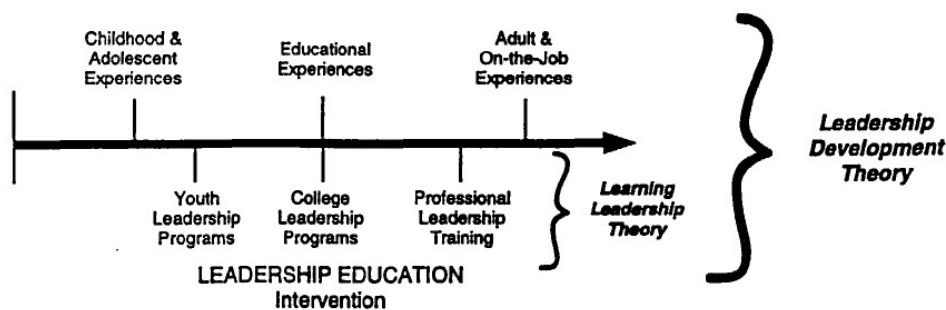 Childhood &
Adolescent
Experiences
Educational
Experiences
Adult &
On-the-Job
Experiences
Leadership
Development
Theory
Youth
Leadership
Programs
College
Leadership
Programs
Professional
Leadership
Training
Learning
Leadership
Theory
LEADERSHIP EDUCATION
Intervention